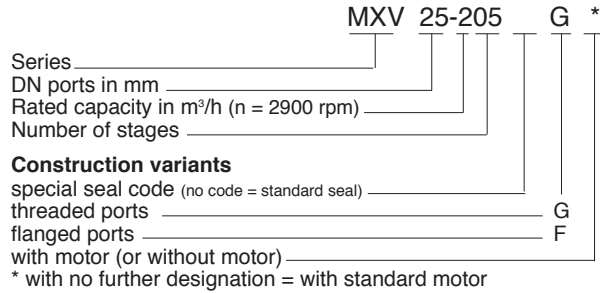 MXV 25-205 G *
Series
DN ports in mm
Rated capacity in m³/h (n = 2900 rpm)
Number of stages
Construction variants
special seal code (no code = standard seal)
threaded ports G
flanged ports F
with motor (or without motor)
* with no further designation = with standard motor